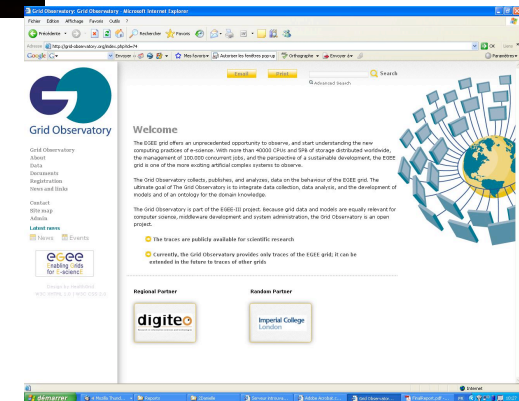 Grid Observatory: Grid Observatory - Microsoft Internet Explorer
Fichier Edition Affichage Favoris Outils ?
Précédente Rechercher Favoris
Adresse http://grid-observatory.org/index.php?id=74 OK Liens
Google Envoyer Mes favoris Autoriser les fenêtres pop-up Orthographe Envoyer à Paramètres
Email Print Search
Advanced Search
Grid Observatory
Grid Observatory
About
Data
Documents
Registration
News and links
Contact
Site map
Admin
Latest news
News Events
egee
Enabling Grids
for E-sciencE
Welcome
The EGEE grid offers an unprecedented opportunity to observe, and start understanding the new
computing practices of e-science. With more than 40000 CPUs and 5PB of storage distributed worldwide,
the management of 100.000 concurrent jobs, and the perspective of a sustainable development, the EGEE
grid is one of the more exciting artificial complex systems to observe.
The Grid Observatory collects, publishes, and analyzes, data on the behaviour of the EGEE grid. The
ultimate goal of The Grid Observatory is to integrate data collection, data analysis, and the development of
models and of an ontology for the domain knowledge.
The Grid Observatory is part of the EGEE-III project. Because grid data and models are equally relevant for
computer science, middleware development and system administration, the Grid Observatory is an open
project.
The traces are publicly available for scientific research
Currently, the Grid Observatory provides only traces of the EGEE grid; it can be
extended in the future to traces of other grids
Regional Partner Random Partner
digiteo
Imperial College
London
Internet
démarrer Reports Chamelle Adobe Acrobat Grid Observatory FinalReport.pdf FR